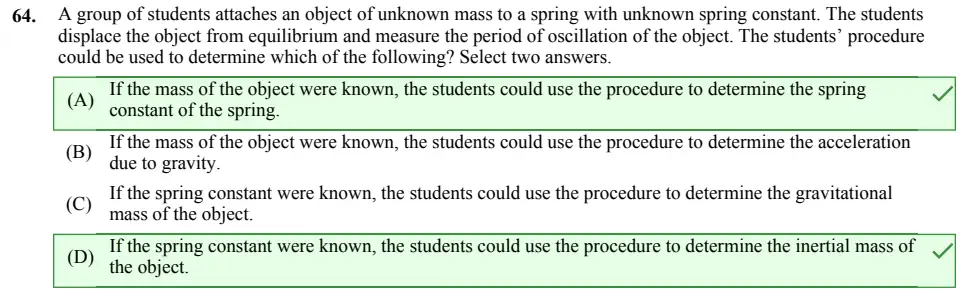 64. A group of students attaches an object of unknown mass to a spring with unknown spring constant. The students
displace the object from equilibrium and measure the period of oscillation of the object. The students’ procedure
could be used to determine which of the following? Select two answers.
(A) If the mass of the object were known, the students could use the procedure to determine the spring
constant of the spring.
(B) If the mass of the object were known, the students could use the procedure to determine the acceleration
due to gravity.
(C) If the spring constant were known, the students could use the procedure to determine the gravitational
mass of the object.
(D) If the spring constant were known, the students could use the procedure to determine the inertial mass of
the object.